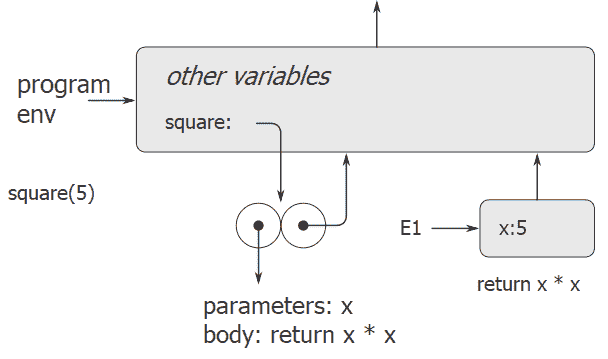 other variables
program
env
square:
square(5)
E1
x:5
return x * x
parameters: x
body: return x * x